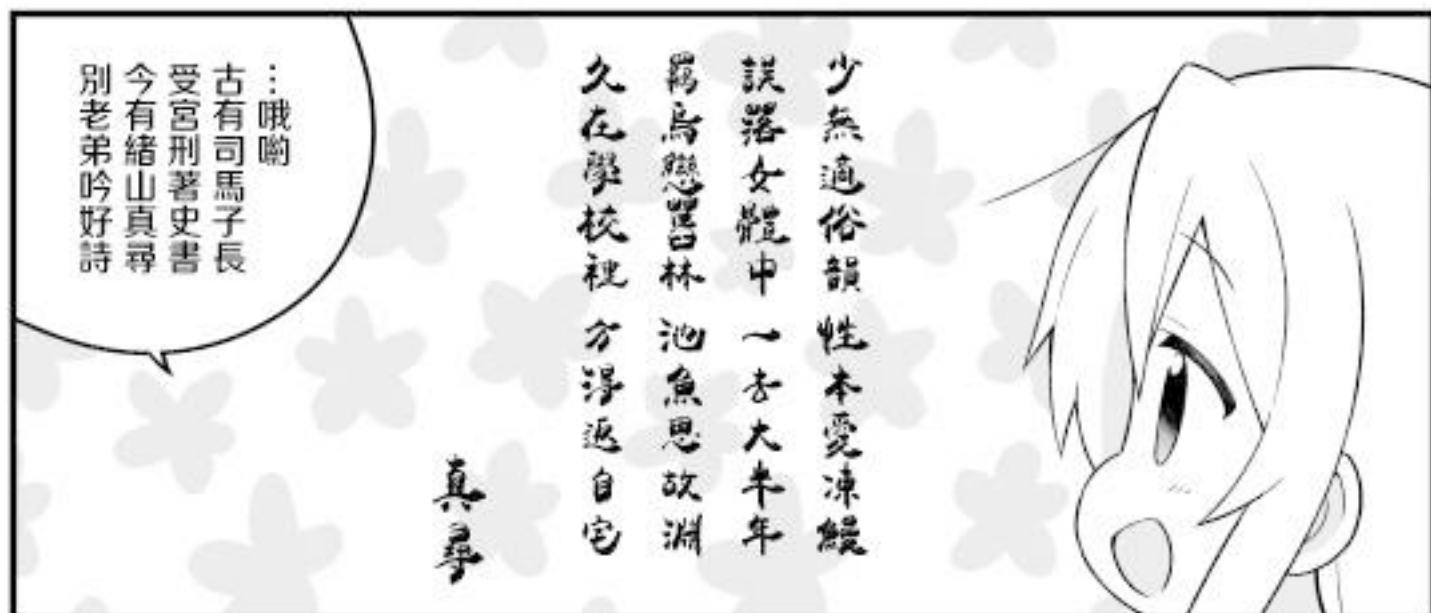 少無適俗韻 性本愛凍鰻
誤落女體中 一去大半年
羈鳥戀舊林 池魚思故淵
久在學校裡 方得返自宅
真尋
…哦喲
古有司馬子長
受宮刑著史書
今有緒山真尋
別老弟吟好詩